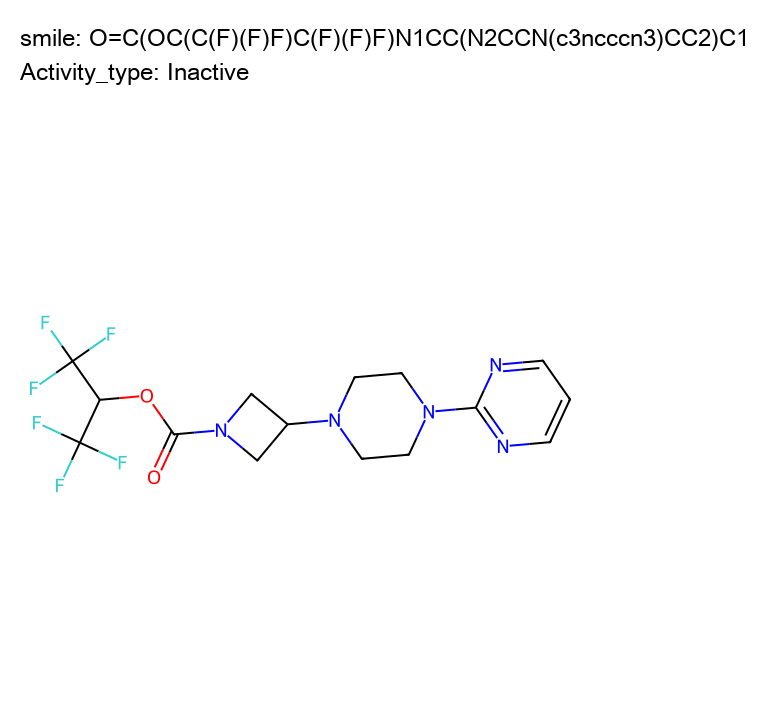 smile: O=C(OC(C(F)(F)F)C(F)(F)F)N1CC(N2CCN(c3ncccn3)CC2)C1
Activity_type: Inactive
F
F
F
O
N
F
N
N
N
F
F
O
N
F